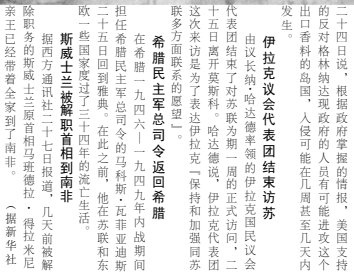 二十四日说，根据政府掌握的情报，美国支持
的反对格林纳达现政府的人员有可能进攻这个
出口香料的岛国，入侵可能在几周甚至几天内
发生。
伊拉克议会代表团结束访苏
由议长纳·哈达德率领的伊拉克国民议会
代表团结束了对苏联为期一周的正式访问，二
十五日离开莫斯科。哈达德说，伊拉克代表团
这次来访是为了表达伊拉克「保持和加强同苏
联多方面联系的愿望」。
希腊民主军总司令返回希腊
在希腊一九四六—一九四九年内战期间
担任希腊民主军总司令的马科斯·瓦菲亚迪斯
二十五日回到雅典。在此之前，他在苏联和东
欧一些国家度过了三十四年的流亡生活。
斯威士兰被解职首相到南非
据西方通讯社二十七日报道，几天前被解
除职务的斯威士兰原首相马班德拉·得拉米尼
亲王已经带着全家到了南非。
（据新华社